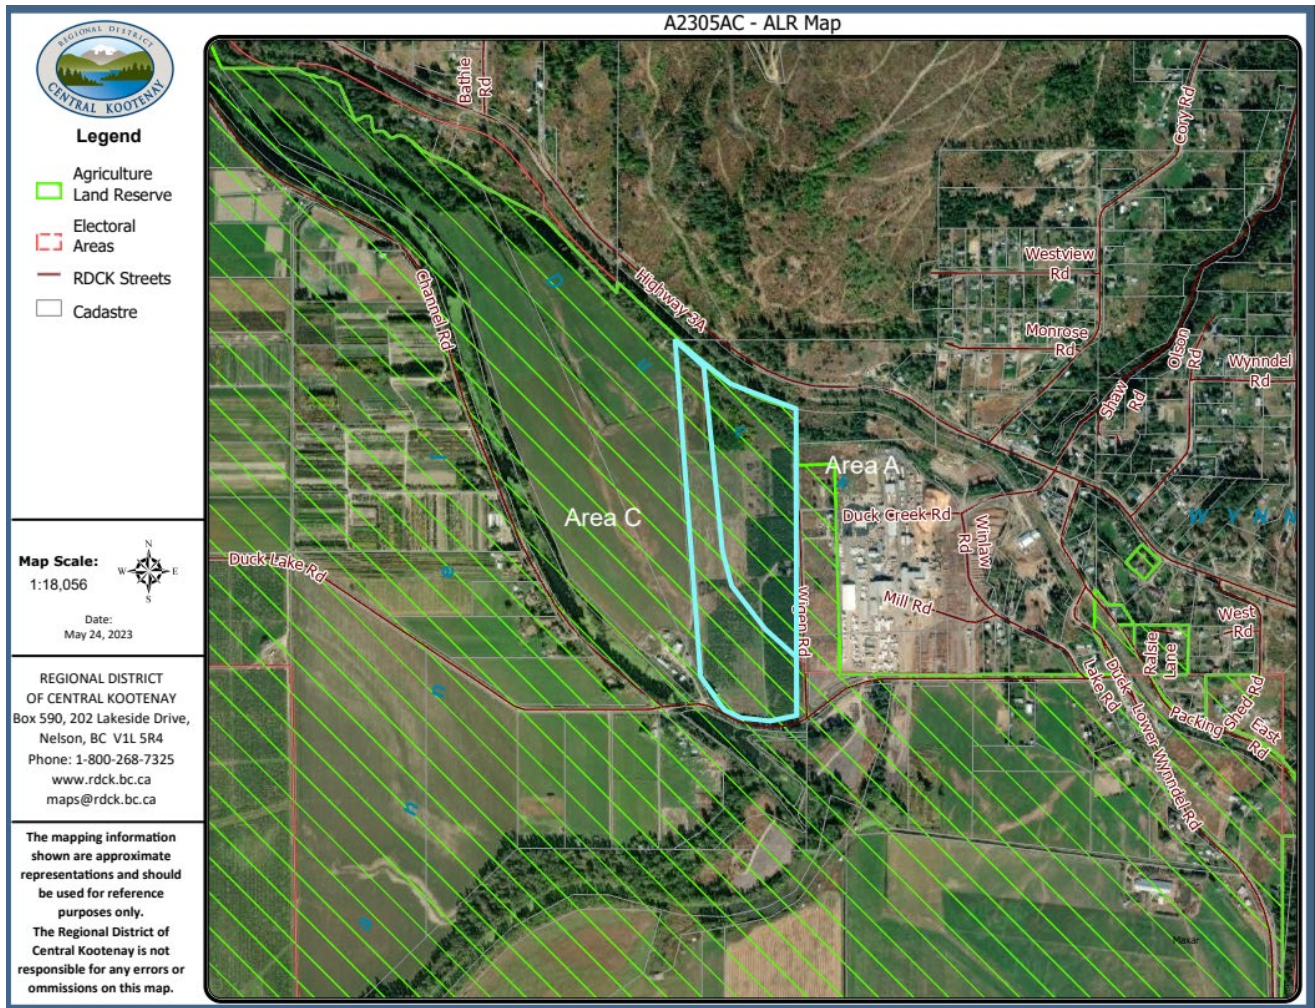 A2305AC - ALR Map
REGIONAL DISTRICT
CENTRAL KOOTENAY
Legend
Agriculture
Land Reserve
Electoral
Areas
RDCK Streets
Cadastre
Map Scale:
1:18,056
N
W
E
S
Date:
May 24, 2023
REGIONAL DISTRICT
OF CENTRAL KOOTENAY
Box 590, 202 Lakeside Drive,
Nelson, BC V1L 5R4
Phone: 1-800-268-7325
www.rdck.bc.ca
maps@rdck.bc.ca
The mapping information
shown are approximate
representations and should
be used for reference
purposes only.
The Regional District of
Central Kootenay is not
responsible for any errors or
ommissions on this map.
Bathie
Rd
Cory Rd
Westview
Rd
Highway 3A
Channel Rd
Monrose
Rd
Olson
Rd
Wynndel
Rd
Shaw
Rd
Area A
Area C
Duck Creek Rd
Winlaw
Rd
W Y N N
Duck Lake Rd
Mill Rd
Wigen Rd
West
Rd
Raisie
Lane
Duck
Lake Rd
Lower Wynndel Rd
Packing Shed Rd
East
Rd
D
u
c
k
C
h
a
n
n
e
l
Maxar